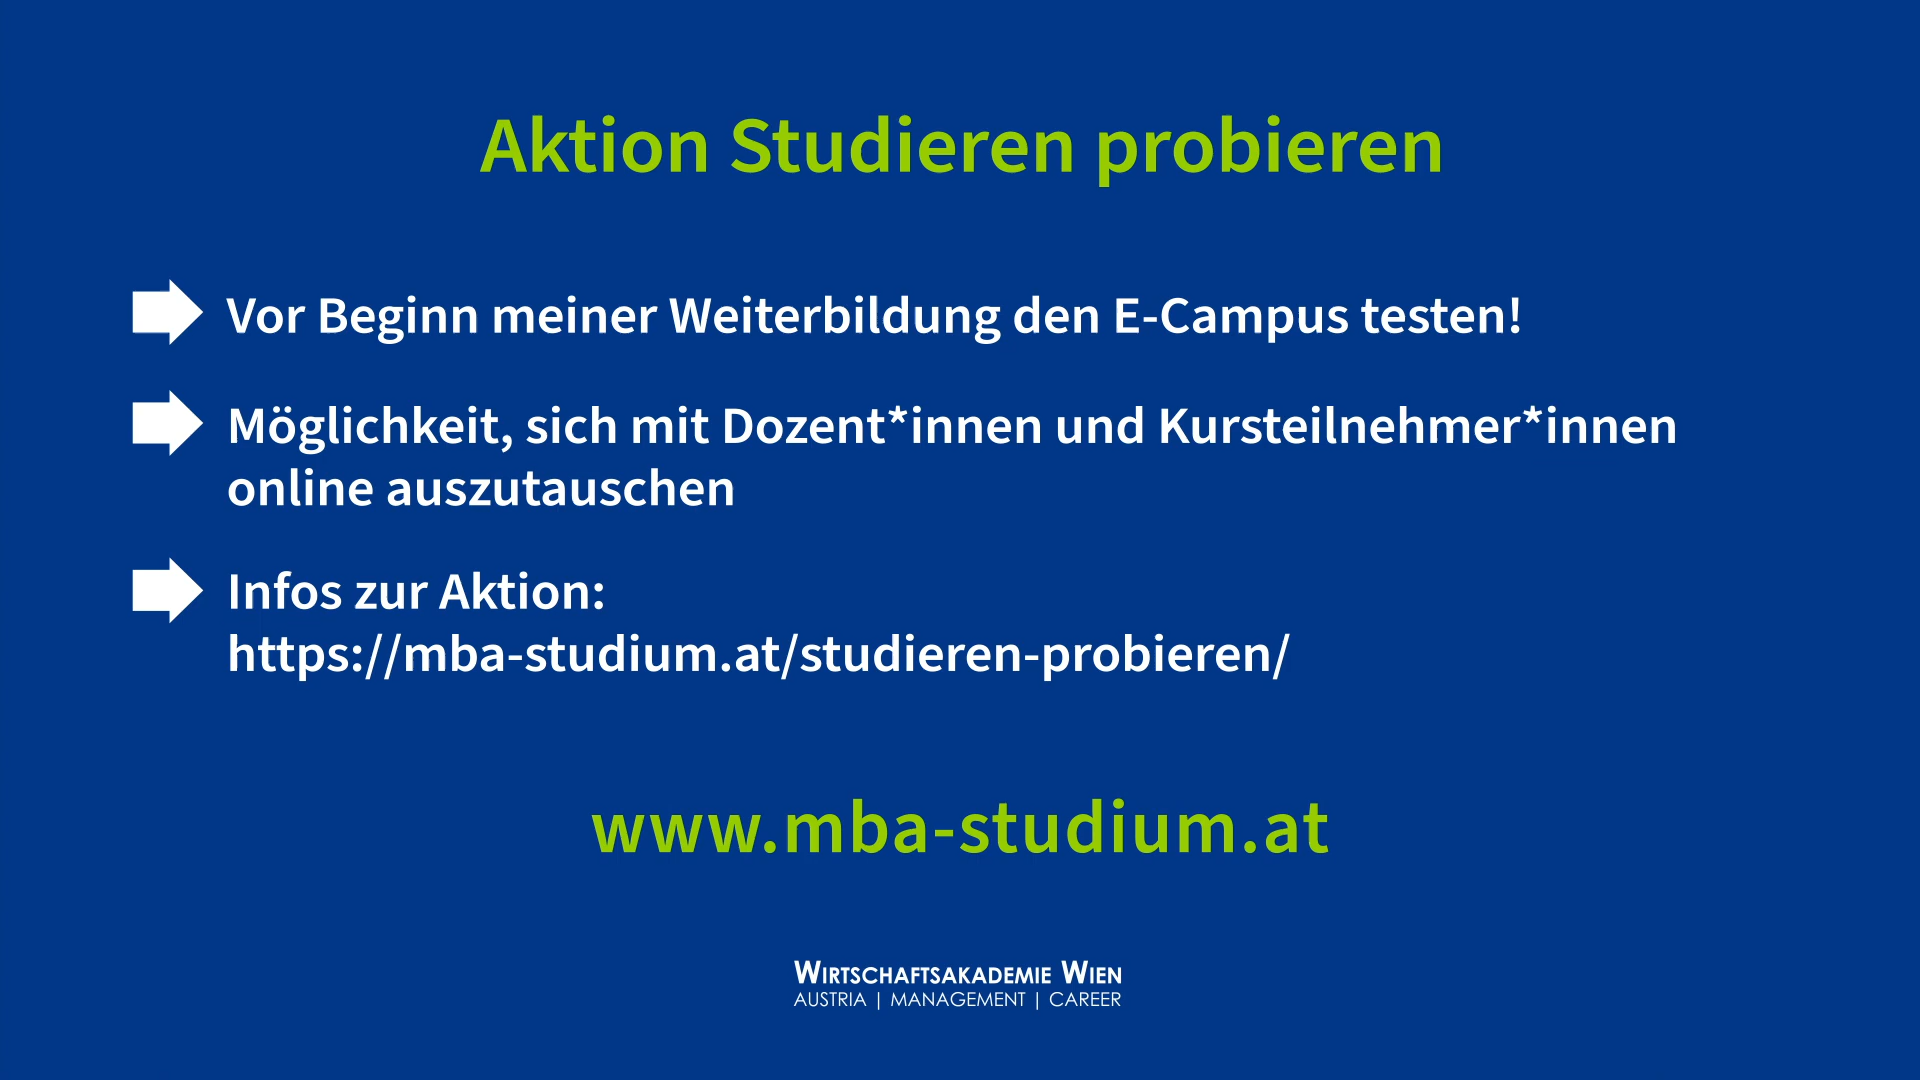 Aktion Studieren probieren
Vor Beginn meiner Weiterbildung den E-Campus testen!
Möglichkeit, sich mit Dozent*innen und Kursteilnehmer*innen
online auszutauschen
Infos zur Aktion:
https://mba-studium.at/studieren-probieren/
www.mba-studium.at
WIRTSCHAFTSAKADEMIE WIEN
AUSTRIA | MANAGEMENT | CAREER